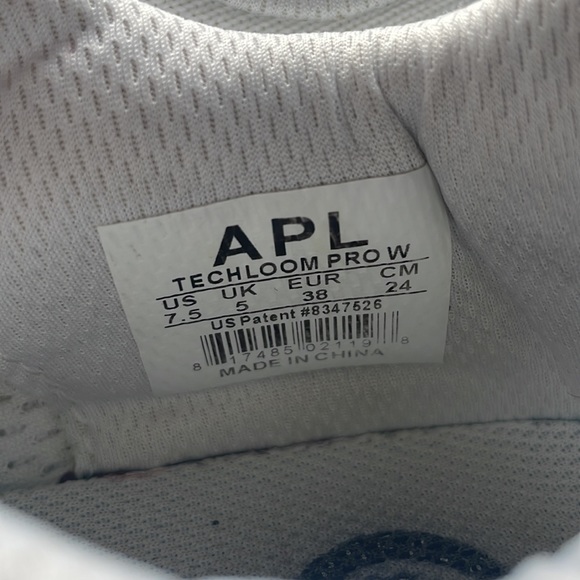 APL
TECHLOOM PRO W
US UK EUR CM
7.5 5 38 24
US Patent #8347526
8 17485 02119 8
MADE IN CHINA